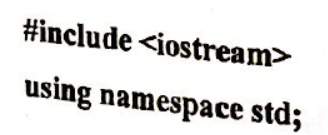 #include <iostream>
using namespace std;